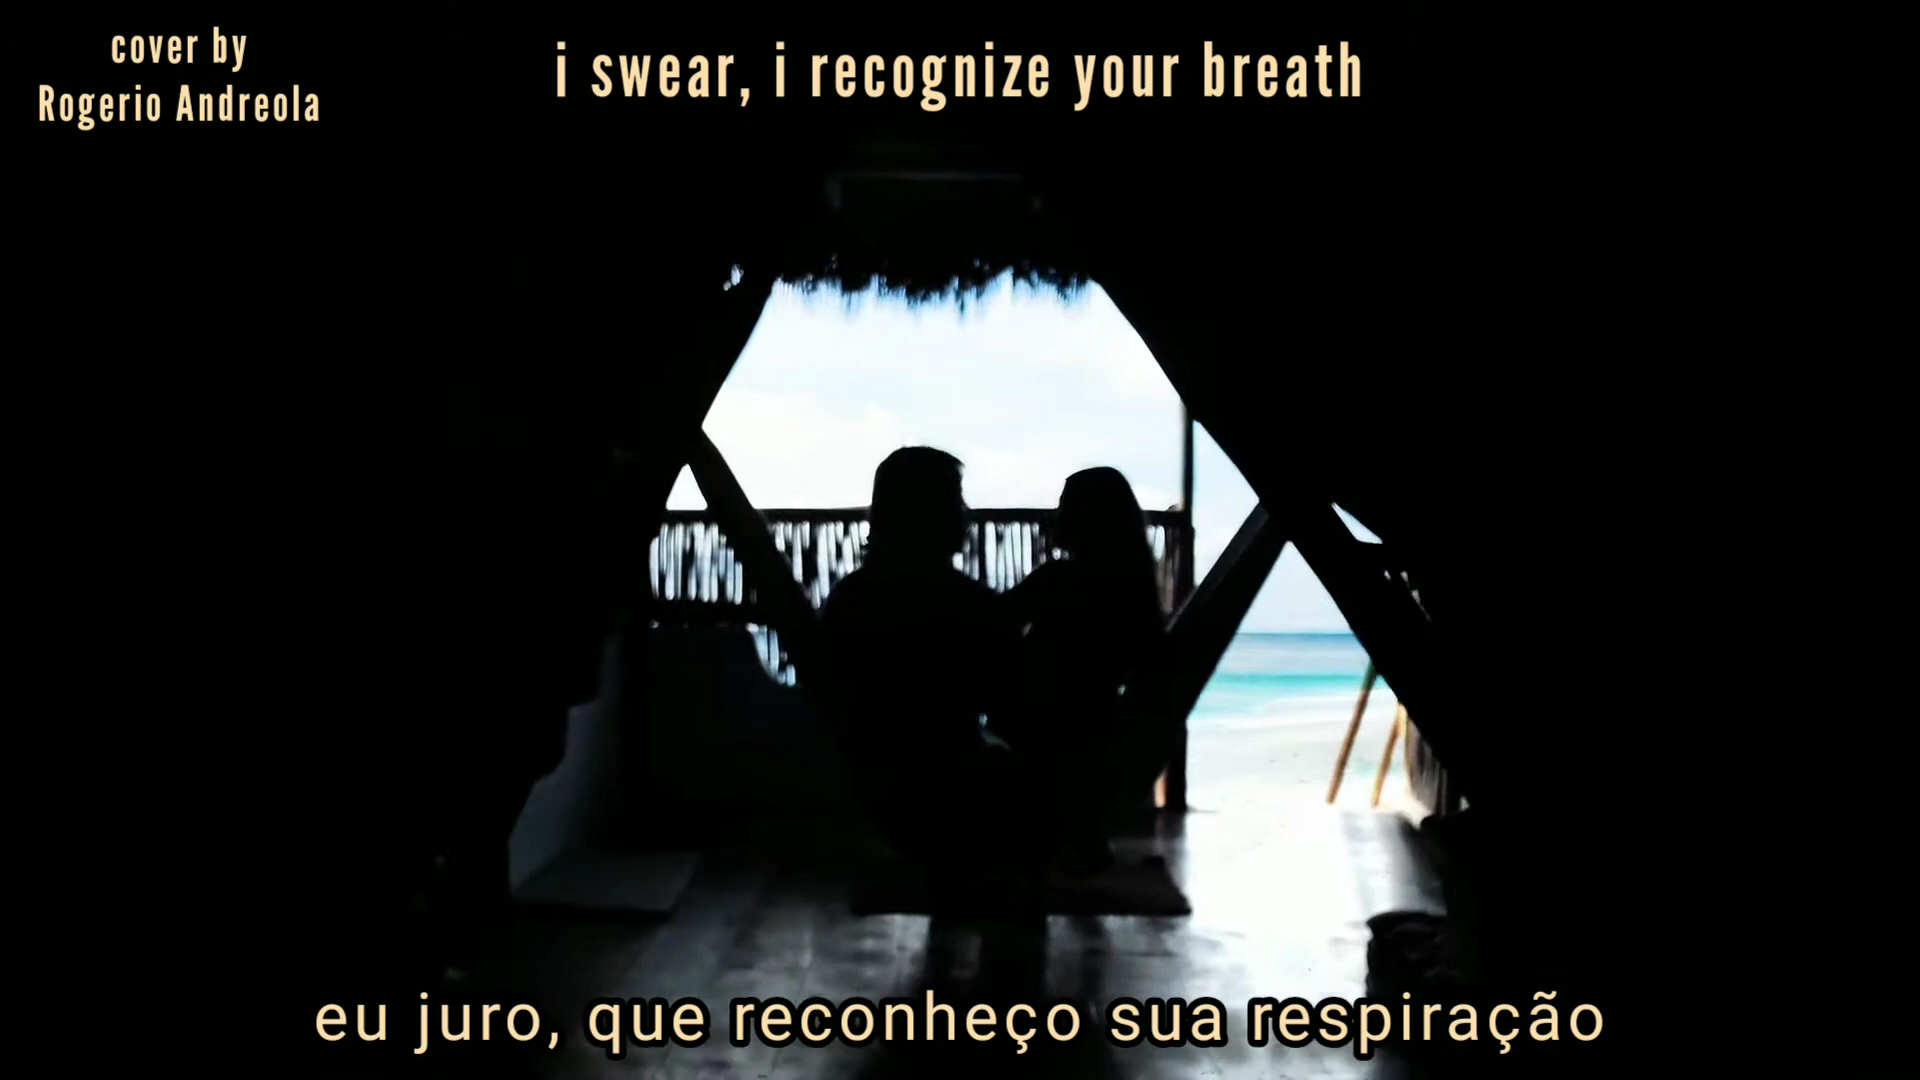 cover by
Rogerio Andreola
i swear, i recognize your breath
eu juro, que reconheço sua respiração